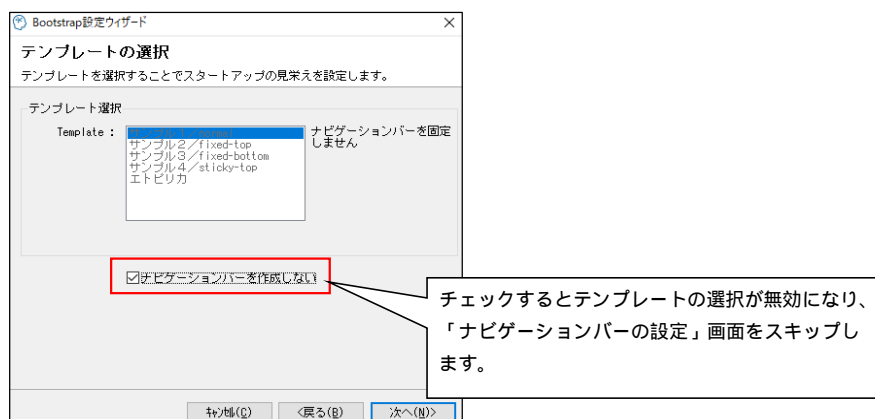 Bootstrap設定ウィザード
テンプレートの選択
テンプレートを選択することでスタートアップの見栄えを設定します。
テンプレート選択
Template :
サンプル1/normal
サンプル2/fixed-top
サンプル3/fixed-bottom
サンプル4/sticky-top
エトピリカ
ナビゲーションバーを固定
しません
ナビゲーションバーを作成しない
チェックするとテンプレートの選択が無効になり、
「ナビゲーションバーの設定」画面をスキップし
ます。
キャンセル(C)
<戻る(B)
次へ(N)>